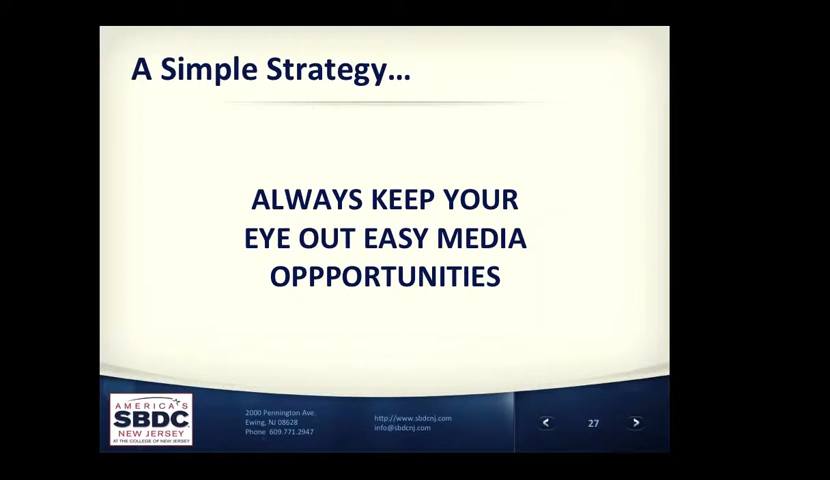 A Simple Strategy...
ALWAYS KEEP YOUR
EYE OUT EASY MEDIA
OPPPORTUNITIES
AMERICA'S
SBDC
NEW JERSEY
AT THE COLLEGE OF NEW JERSEY
2000 Pennington Ave.
Ewing, NJ 08628
Phone 609.771.2947
http://www.sbdcnj.com
info@sbdcnj.com
27